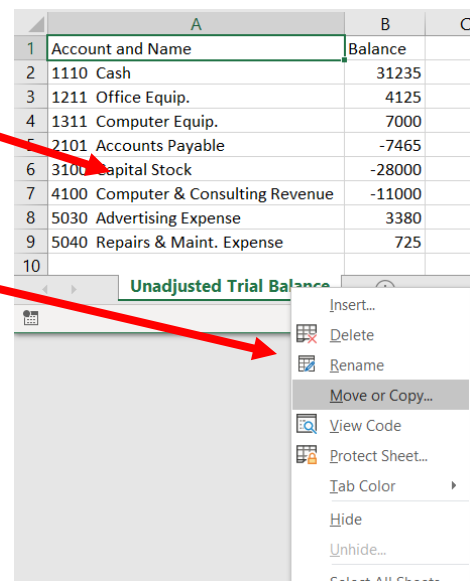 A B C
1 Account and Name Balance
2 1110 Cash 31235
3 1211 Office Equip. 4125
4 1311 Computer Equip. 7000
5 2101 Accounts Payable -7465
6 3100 Capital Stock -28000
7 4100 Computer & Consulting Revenue -11000
8 5030 Advertising Expense 3380
9 5040 Repairs & Maint. Expense 725
10
Unadjusted Trial Balance
Insert...
Delete
Rename
Move or Copy...
View Code
Protect Sheet...
Tab Color
Hide
Unhide...
Select All Sheets